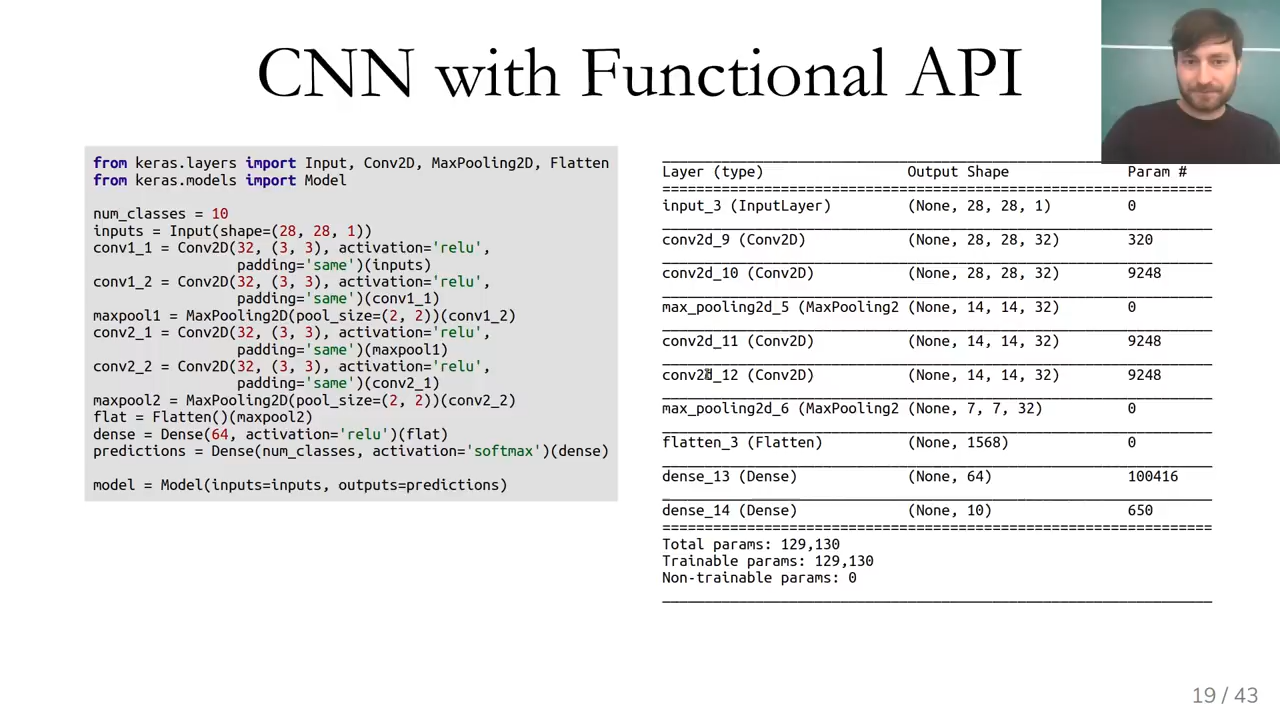 CNN with Functional API
from keras.layers import Input, Conv2D, MaxPooling2D, Flatten
from keras.models import Model
num_classes = 10
inputs = Input(shape=(28, 28, 1))
conv1_1 = Conv2D(32, (3, 3), activation='relu',
padding='same')(inputs)
conv1_2 = Conv2D(32, (3, 3), activation='relu',
padding='same')(conv1_1)
maxpool1 = MaxPooling2D(pool_size=(2, 2))(conv1_2)
conv2_1 = Conv2D(32, (3, 3), activation='relu',
padding='same')(maxpool1)
conv2_2 = Conv2D(32, (3, 3), activation='relu',
padding='same')(conv2_1)
maxpool2 = MaxPooling2D(pool_size=(2, 2))(conv2_2)
flat = Flatten()(maxpool2)
dense = Dense(64, activation='relu')(flat)
predictions = Dense(num_classes, activation='softmax')(dense)
model = Model(inputs=inputs, outputs=predictions)
Layer (type) Output Shape Param #
input_3 (InputLayer) (None, 28, 28, 1) 0
conv2d_9 (Conv2D) (None, 28, 28, 32) 320
conv2d_10 (Conv2D) (None, 28, 28, 32) 9248
max_pooling2d_5 (MaxPooling2 (None, 14, 14, 32) 0
conv2d_11 (Conv2D) (None, 14, 14, 32) 9248
conv2d_12 (Conv2D) (None, 14, 14, 32) 9248
max_pooling2d_6 (MaxPooling2 (None, 7, 7, 32) 0
flatten_3 (Flatten) (None, 1568) 0
dense_13 (Dense) (None, 64) 100416
dense_14 (Dense) (None, 10) 650
Total params: 129,130
Trainable params: 129,130
Non-trainable params: 0
19 / 43